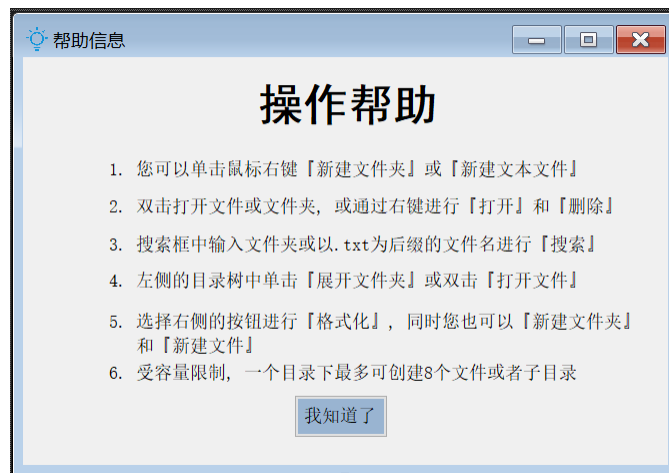 帮助信息
操作帮助
1. 您可以单击鼠标右键『新建文件夹』或『新建文本文件』
2. 双击打开文件或文件夹, 或通过右键进行『打开』和『删除』
3. 搜索框中输入文件夹或以.txt为后缀的文件名进行『搜索』
4. 左侧的目录树中单击『展开文件夹』或双击『打开文件』
5. 选择右侧的按钮进行『格式化』, 同时您也可以『新建文件夹』
和『新建文件』
6. 受容量限制, 一个目录下最多可创建8个文件或者子目录
我知道了